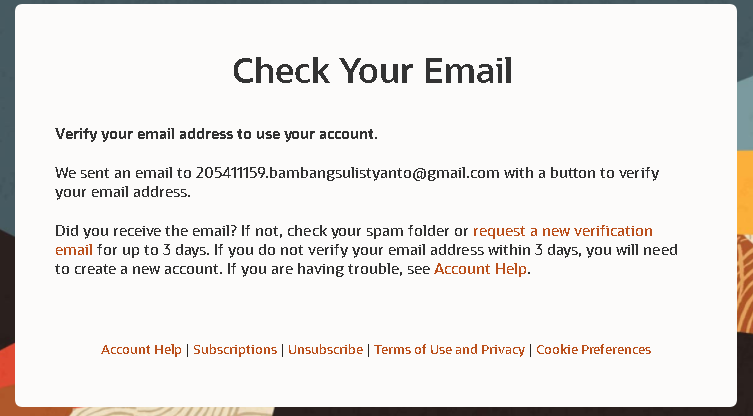 Check Your Email
Verify your email address to use your account.
We sent an email to 205411159.bambangsulistyanto@gmail.com with a button to verify
your email address.
Did you receive the email? If not, check your spam folder or request a new verification
email for up to 3 days. If you do not verify your email address within 3 days, you will need
to create a new account. If you are having trouble, see Account Help.
Account Help | Subscriptions | Unsubscribe | Terms of Use and Privacy | Cookie Preferences